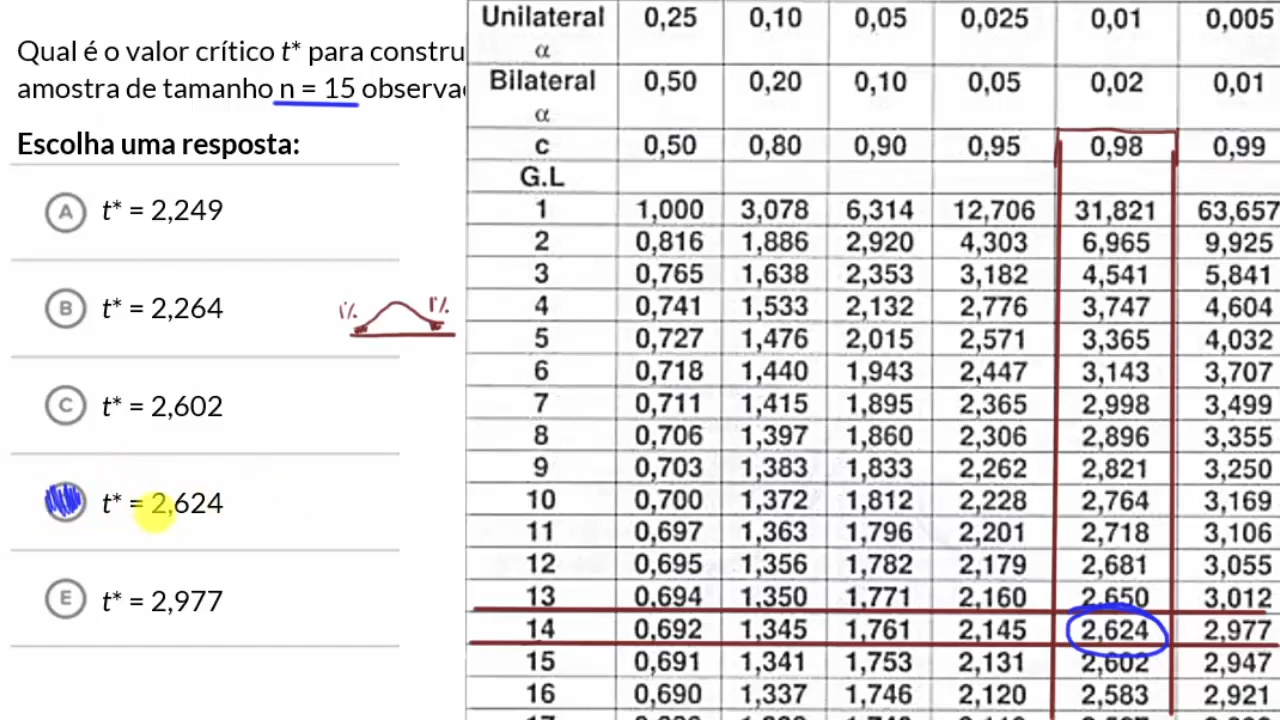 Qual é o valor crítico t* para constru
amostra de tamanho n = 15 observa
Escolha uma resposta:
A t* = 2,249
B t* = 2,264
C t* = 2,602
t* = 2,624
E t* = 2,977
1% 1%
Unilateral α 0,25 0,10 0,05 0,025 0,01 0,005
Bilateral α 0,50 0,20 0,10 0,05 0,02 0,01
c 0,50 0,80 0,90 0,95 0,98 0,99
G.L
1 1,000 3,078 6,314 12,706 31,821 63,657
2 0,816 1,886 2,920 4,303 6,965 9,925
3 0,765 1,638 2,353 3,182 4,541 5,841
4 0,741 1,533 2,132 2,776 3,747 4,604
5 0,727 1,476 2,015 2,571 3,365 4,032
6 0,718 1,440 1,943 2,447 3,143 3,707
7 0,711 1,415 1,895 2,365 2,998 3,499
8 0,706 1,397 1,860 2,306 2,896 3,355
9 0,703 1,383 1,833 2,262 2,821 3,250
10 0,700 1,372 1,812 2,228 2,764 3,169
11 0,697 1,363 1,796 2,201 2,718 3,106
12 0,695 1,356 1,782 2,179 2,681 3,055
13 0,694 1,350 1,771 2,160 2,650 3,012
14 0,692 1,345 1,761 2,145 2,624 2,977
15 0,691 1,341 1,753 2,131 2,602 2,947
16 0,690 1,337 1,746 2,120 2,583 2,921